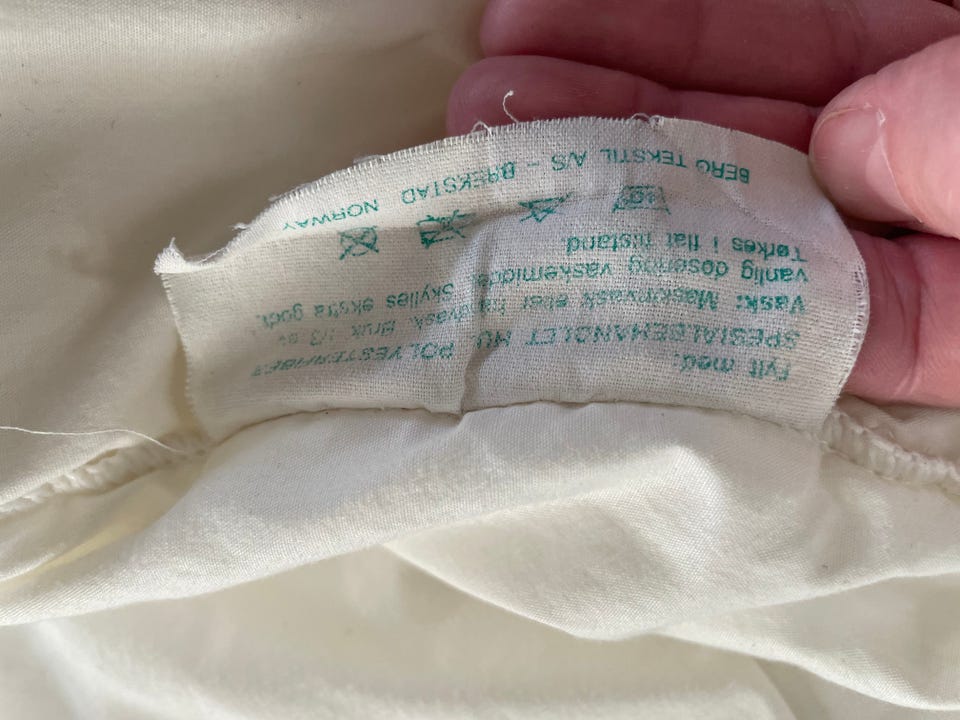 Fylt med:
SPESIALBEHANDLET HUL POLYESTERFIBER
Vask: Maskinvask eller håndvask. Bruk 1/3 av
vanlig dosering vaskemiddel. Skylles ekstra godt.
Tørkes i flat tilstand
BERG TEKSTIL A/S – BREKSTAD NORWAY